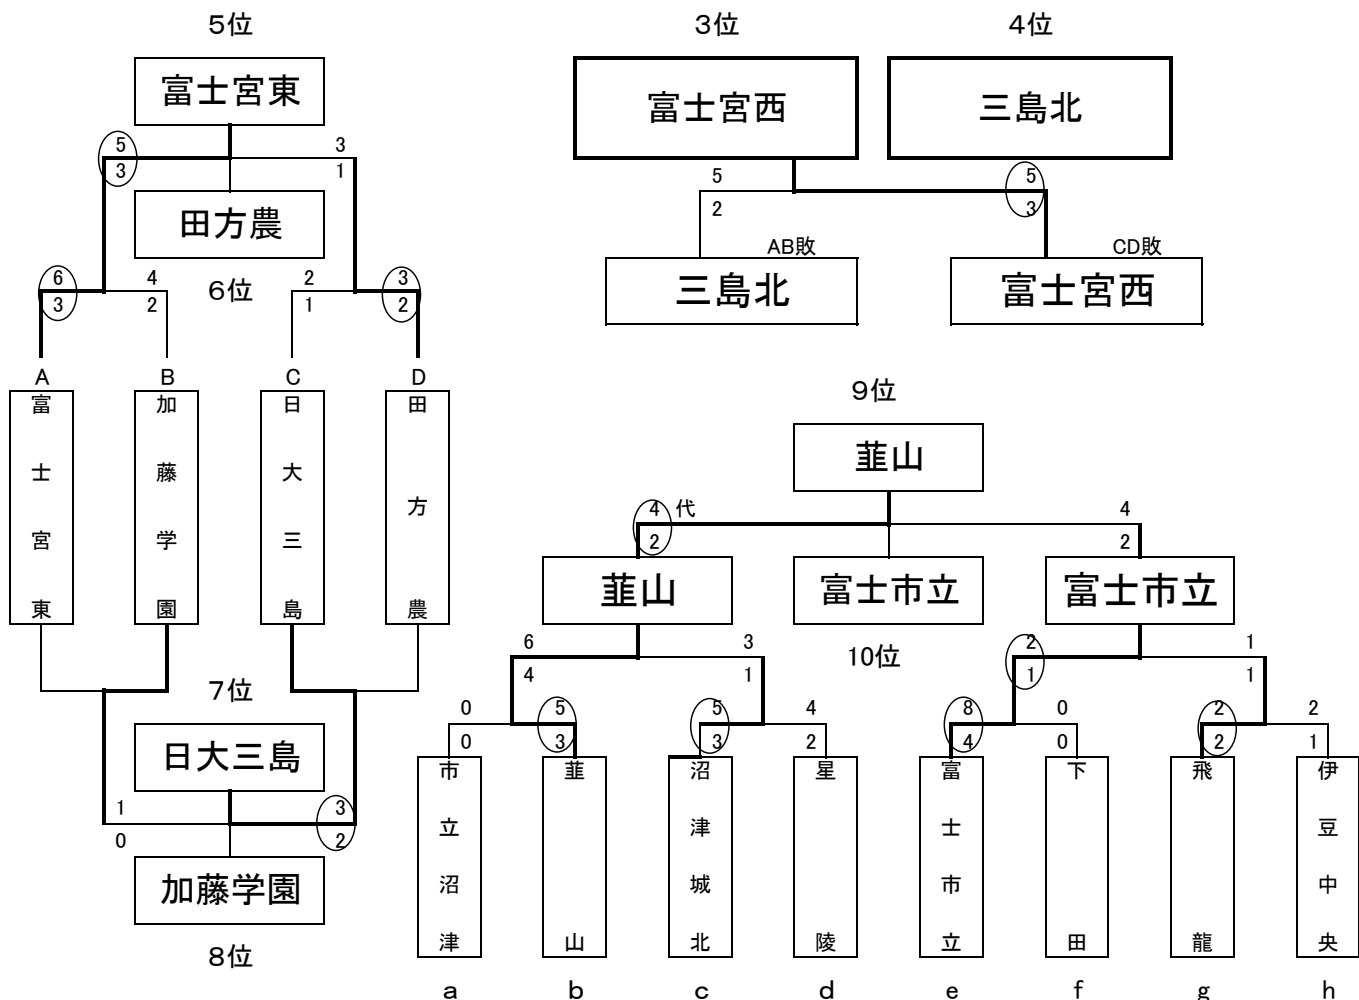 5位
富士宮東
5
3
3
1
田方農
6位
6
3
4
2
2
1
3
2
A
B
C
D
富士宮東
加藤学園
日大三島
田方農
7位
日大三島
1
0
3
2
加藤学園
8位
3位
4位
富士宮西
三島北
5
2
5
3
AB敗
CD敗
三島北
富士宮西
9位
韮山
4
2
代
4
2
韮山
富士市立
富士市立
10位
6
4
3
1
2
1
1
1
0
0
5
3
5
3
4
2
8
4
0
0
2
2
2
1
市立沼津
韮山
沼津城北
星陵
富士市立
下田
飛龍
伊豆中央
a
b
c
d
e
f
g
h